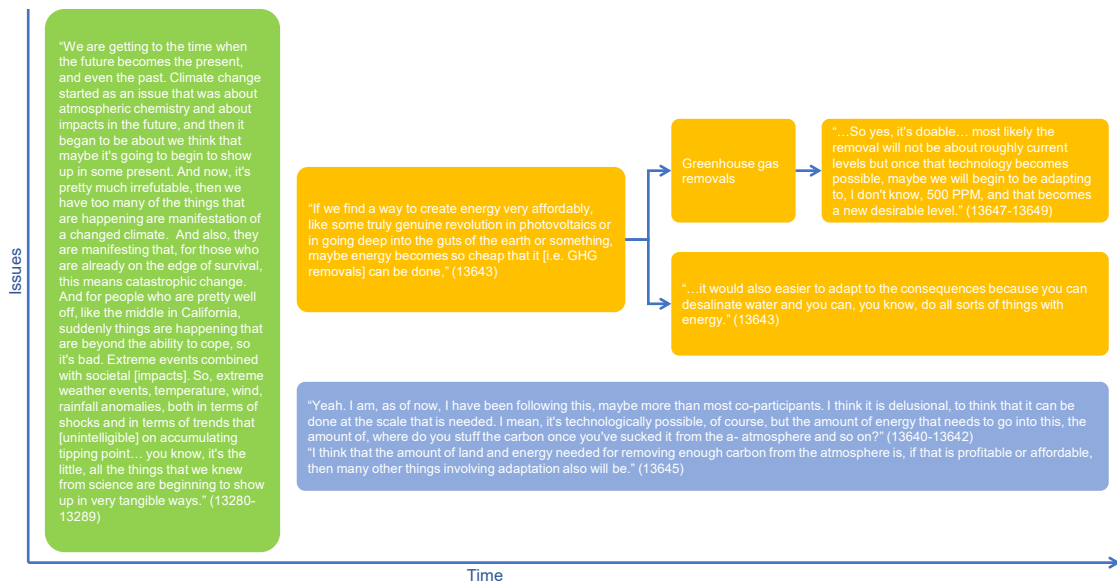 “We are getting to the time when
the future becomes the present,
and even the past. Climate change
started as an issue that was about
atmospheric chemistry and about
impacts in the future, and then it
began to be about we think that
maybe it's going to begin to show
up in some present. And now, it's
pretty much irrefutable, then we
have too many of the things that
are happening are manifestation of
a changed climate.  And also, they
are manifesting that, for those who
are already on the edge of survival,
this means catastrophic change.
And for people who are pretty well
off, like the middle in California,
suddenly things are happening that
are beyond the ability to cope, so
it's bad. Extreme events combined
with societal [impacts]. So, extreme
weather events, temperature, wind,
rainfall anomalies, both in terms of
shocks and in terms of trends that
[unintelligible] on accumulating
tipping point… you know, it's the
little, all the things that we knew
from science are beginning to show
up in very tangible ways.” (13280-
13289)
“If we find a way to create energy very affordably,
like some truly genuine revolution in photovoltaics or
in going deep into the guts of the earth or something,
maybe energy becomes so cheap that it [i.e. GHG
removals] can be done,” (13643)
Greenhouse gas
removals
“…So yes, it's doable… most likely the
removal will not be about roughly current
levels but once that technology becomes
possible, maybe we will begin to be adapting
to, I don't know, 500 PPM, and that becomes
a new desirable level.” (13647-13649)
“…it would also easier to adapt to the consequences because you can
desalinate water and you can, you know, do all sorts of things with
energy.” (13643)
“Yeah. I am, as of now, I have been following this, maybe more than most co-participants. I think it is delusional, to think that it can be
done at the scale that is needed. I mean, it's technologically possible, of course, but the amount of energy that needs to go into this, the
amount of, where do you stuff the carbon once you've sucked it from the a- atmosphere and so on?” (13640-13642)
“I think that the amount of land and energy needed for removing enough carbon from the atmosphere is, if that is profitable or affordable,
then many other things involving adaptation also will be.” (13645)
Issues
Time